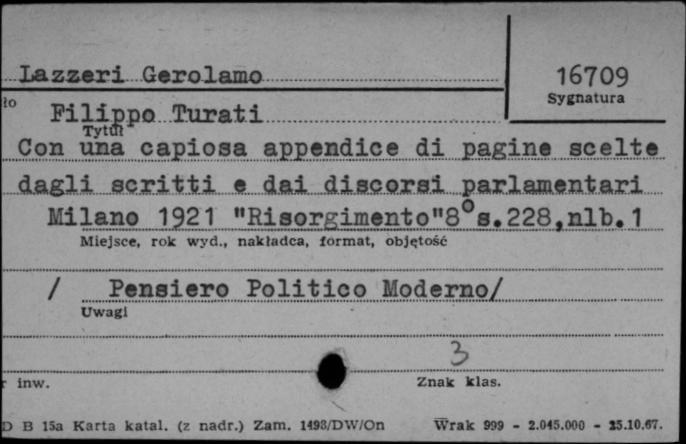 Lazzeri Gerolamo
16709
Sygnatura
ło
Filippo Turati
Tytuł
Con una capiosa appendice di pagine scelte
dagli scritti e dai discorsi parlamentari
Milano 1921 "Risorgimento"8° s.228,nlb.1
Miejsce, rok wyd., nakładca, format, objętość
/ Pensiero Politico Moderno/
Uwagi
3
r inw.
Znak klas.
D B 15a Karta katal. (z nadr.) Zam. 1498/DW/On Wrak 999 - 2.045.000 - 25.10.67.